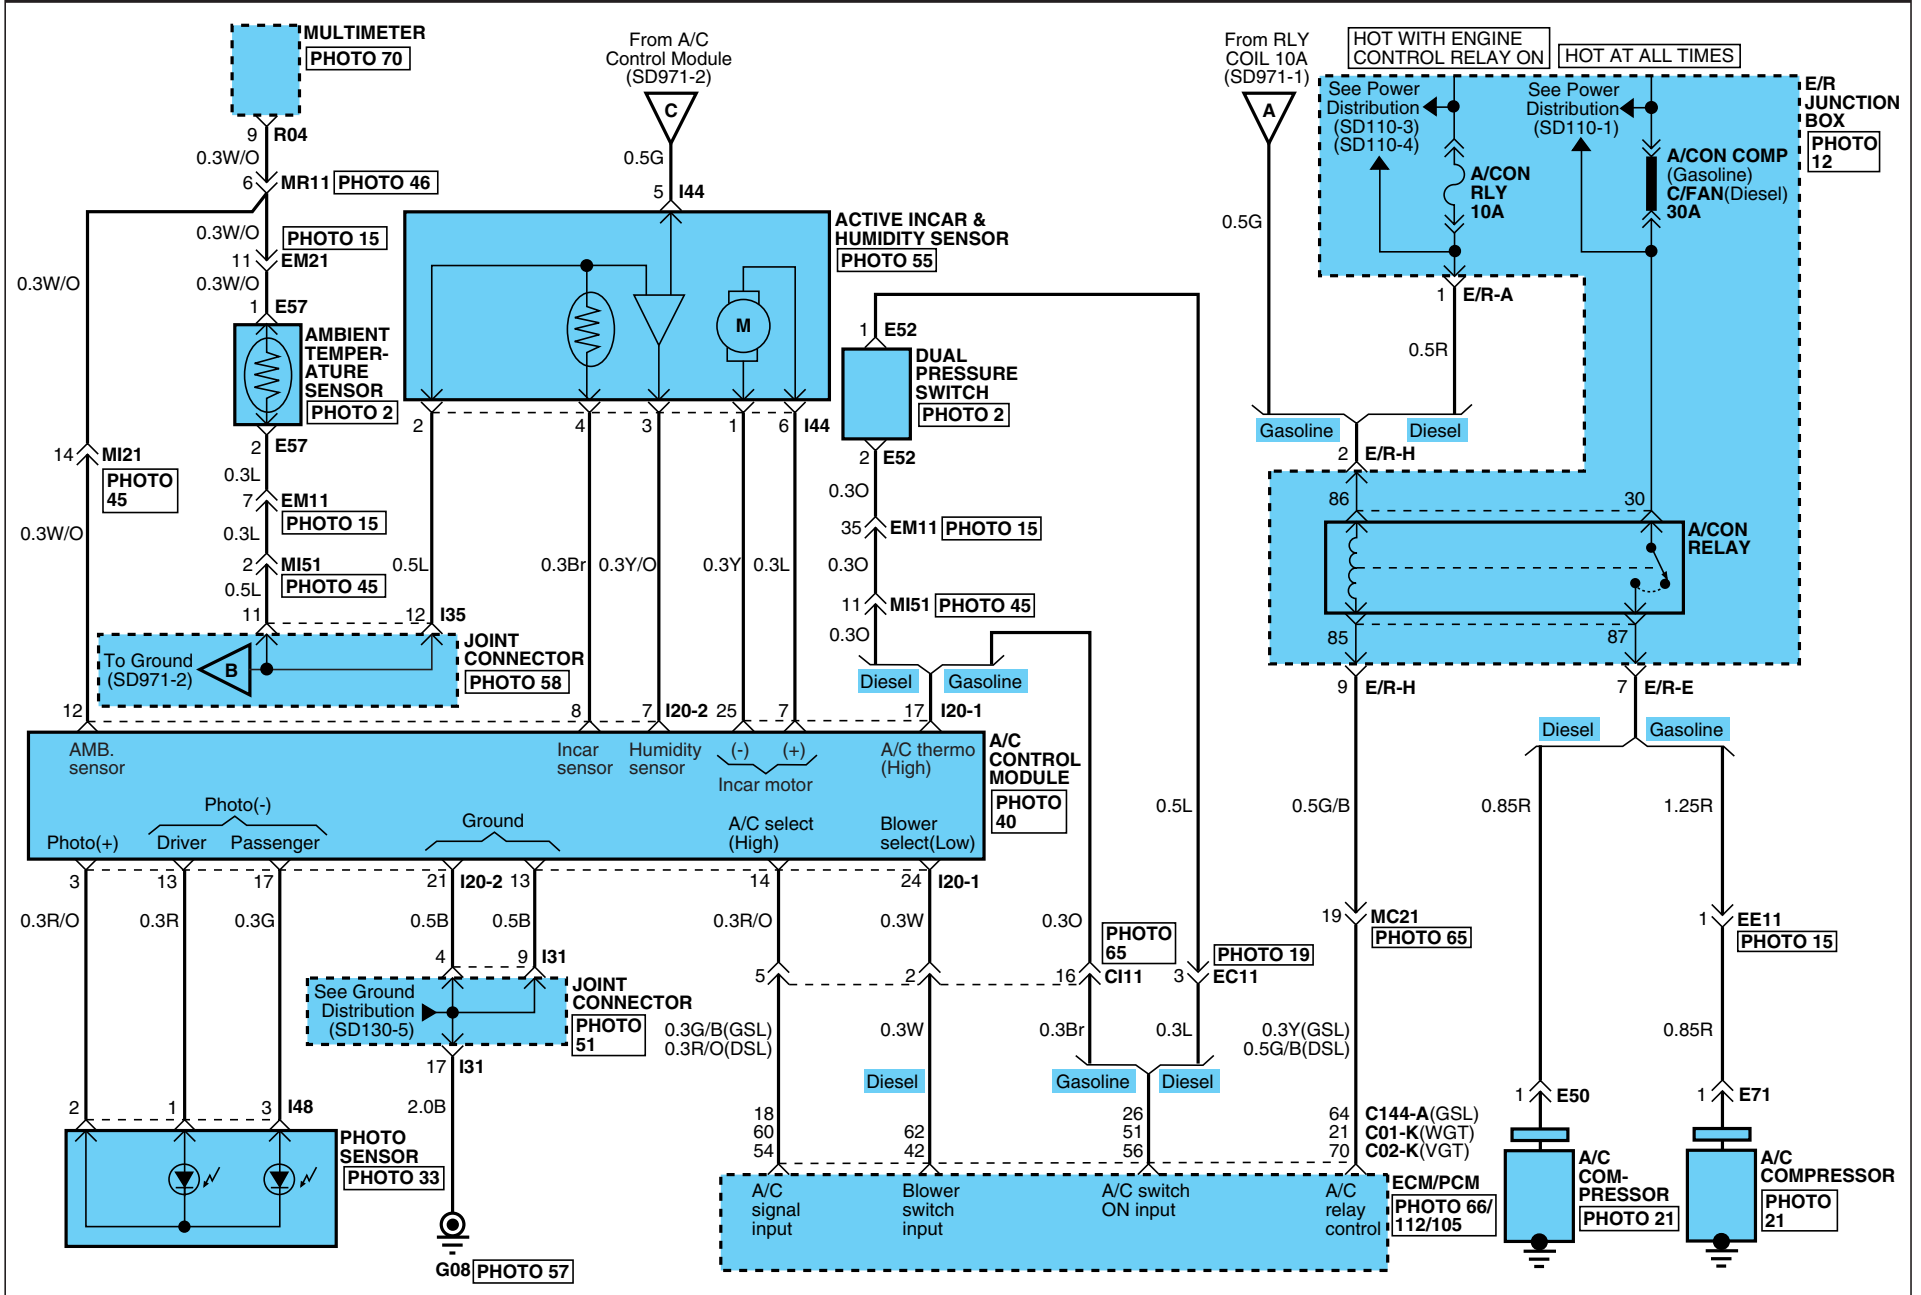 MULTIMETER
PHOTO 70
9 R04
0.3W/O
6 MR11 PHOTO 46
0.3W/O
PHOTO 15
11 EM21
0.3W/O
0.3W/O
1 E57
AMBIENT
TEMPER-
ATURE
SENSOR
PHOTO 2
2 E57
14 MI21
PHOTO
45
0.3L
7 EM11
PHOTO 15
0.3W/O
0.3L
2 MI51
PHOTO 45
0.5L
11
12 I35
0.5L
To Ground
(SD971-2)
B
JOINT
CONNECTOR
PHOTO 58
From A/C
Control Module
(SD971-2)
C
0.5G
5 I44
ACTIVE INCAR &
HUMIDITY SENSOR
PHOTO 55
M
2
4
3
1
6 I44
0.3Br
0.3Y/O
0.3Y
0.3L
1 E52
DUAL
PRESSURE
SWITCH
PHOTO 2
2 E52
0.3O
35 EM11 PHOTO 15
0.3O
11 MI51 PHOTO 45
0.3O
Diesel
Gasoline
From RLY
COIL 10A
(SD971-1)
A
0.5G
HOT WITH ENGINE
CONTROL RELAY ON
HOT AT ALL TIMES
See Power
Distribution
(SD110-3)
(SD110-4)
A/CON
RLY
10A
See Power
Distribution
(SD110-1)
A/CON COMP
(Gasoline)
C/FAN(Diesel)
30A
E/R
JUNCTION
BOX
PHOTO
12
1 E/R-A
0.5R
Gasoline
Diesel
2 E/R-H
86
30
A/CON
RELAY
85
87
9 E/R-H
7 E/R-E
Diesel
Gasoline
12
8
7 I20-2
25
7
17 I20-1
AMB.
sensor
Incar
sensor
Humidity
sensor
(-)
(+)
Incar motor
A/C thermo
(High)
A/C
CONTROL
MODULE
PHOTO
40
Photo(-)
Photo(+)
Driver
Passenger
Ground
A/C select
(High)
Blower
select(Low)
3
13
17
21 I20-2
13
14
24 I20-1
0.3R/O
0.3R
0.3G
0.5B
0.5B
0.3R/O
0.3W
0.3O
0.5L
0.5G/B
0.85R
1.25R
4
9 I31
See Ground
Distribution
(SD130-5)
JOINT
CONNECTOR
PHOTO
51
17 I31
2.0B
G08 PHOTO 57
2
1
3 I48
PHOTO
SENSOR
PHOTO 33
5
2
16 CI11
PHOTO
65
3 EC11
PHOTO 19
19 MC21
PHOTO 65
1 EE11
PHOTO 15
0.3G/B(GSL)
0.3R/O(DSL)
0.3W
0.3Br
0.3L
0.3Y(GSL)
0.5G/B(DSL)
0.85R
Diesel
Gasoline
Diesel
18
60
54
62
42
26
51
56
64 C144-A(GSL)
21 C01-K(WGT)
70 C02-K(VGT)
A/C
signal
input
Blower
switch
input
A/C switch
ON input
A/C
relay
control
ECM/PCM
PHOTO 66/
112/105
1 E50
A/C
COM-
PRESSOR
PHOTO 21
1 E71
A/C
COMPRESSOR
PHOTO
21